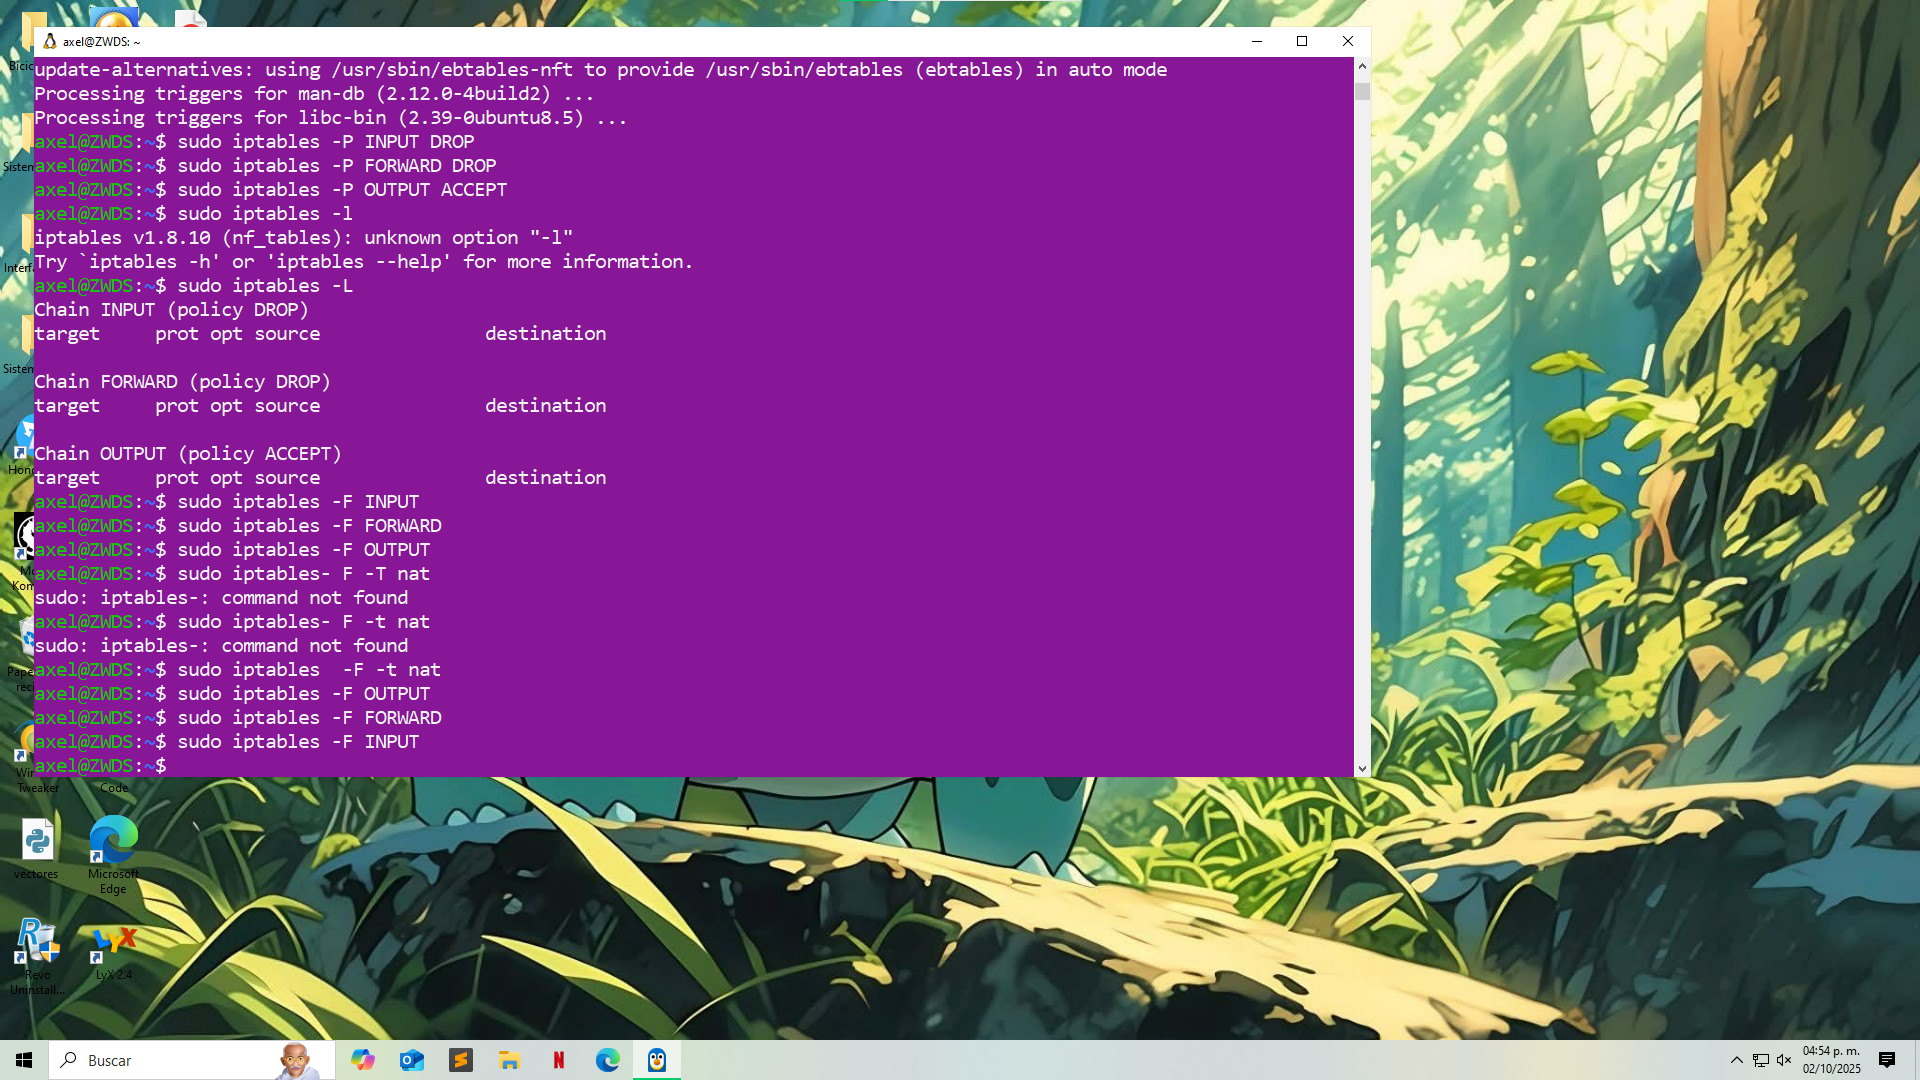 axel@ZWDS: ~
update-alternatives: using /usr/sbin/ebtables-nft to provide /usr/sbin/ebtables (ebtables) in auto mode
Processing triggers for man-db (2.12.0-4build2) ...
Processing triggers for libc-bin (2.39-0ubuntu8.5) ...
axel@ZWDS:~$ sudo iptables -P INPUT DROP
axel@ZWDS:~$ sudo iptables -P FORWARD DROP
axel@ZWDS:~$ sudo iptables -P OUTPUT ACCEPT
axel@ZWDS:~$ sudo iptables -l
iptables v1.8.10 (nf_tables): unknown option "-l"
Try `iptables -h' or 'iptables --help' for more information.
axel@ZWDS:~$ sudo iptables -L
Chain INPUT (policy DROP)
target     prot opt source               destination
Chain FORWARD (policy DROP)
target     prot opt source               destination
Chain OUTPUT (policy ACCEPT)
target     prot opt source               destination
axel@ZWDS:~$ sudo iptables -F INPUT
axel@ZWDS:~$ sudo iptables -F FORWARD
axel@ZWDS:~$ sudo iptables -F OUTPUT
axel@ZWDS:~$ sudo iptables- F -T nat
sudo: iptables-: command not found
axel@ZWDS:~$ sudo iptables- F -t nat
sudo: iptables-: command not found
axel@ZWDS:~$ sudo iptables  -F -t nat
axel@ZWDS:~$ sudo iptables -F OUTPUT
axel@ZWDS:~$ sudo iptables -F FORWARD
axel@ZWDS:~$ sudo iptables -F INPUT
axel@ZWDS:~$
Tweaker
Code
vectores
Microsoft
Edge
Revo
Uninstall...
LyX 2.4
Buscar
04:54 p. m.
02/10/2025